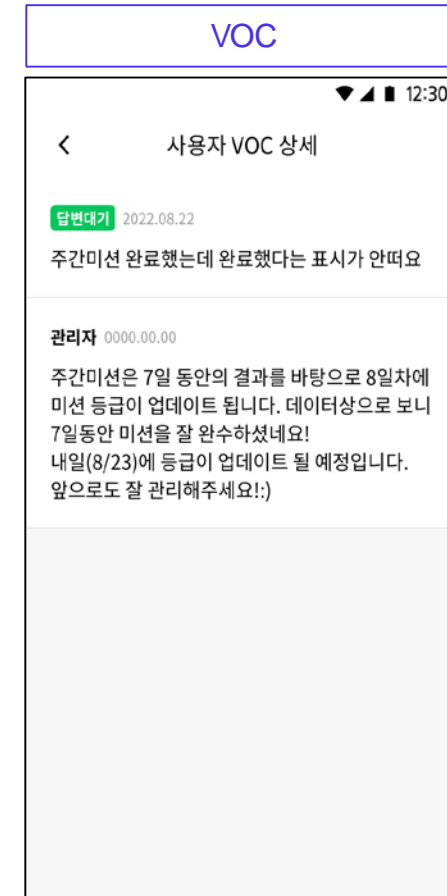 VOC
12:30
사용자 VOC 상세
답변대기 2022.08.22
주간미션 완료했는데 완료했다는 표시가 안떠요
관리자 0000.00.00
주간미션은 7일 동안의 결과를 바탕으로 8일차에
미션 등급이 업데이트 됩니다. 데이터상으로 보니
7일동안 미션을 잘 완수하셨네요!
내일(8/23)에 등급이 업데이트 될 예정입니다.
앞으로도 잘 관리해주세요!:)